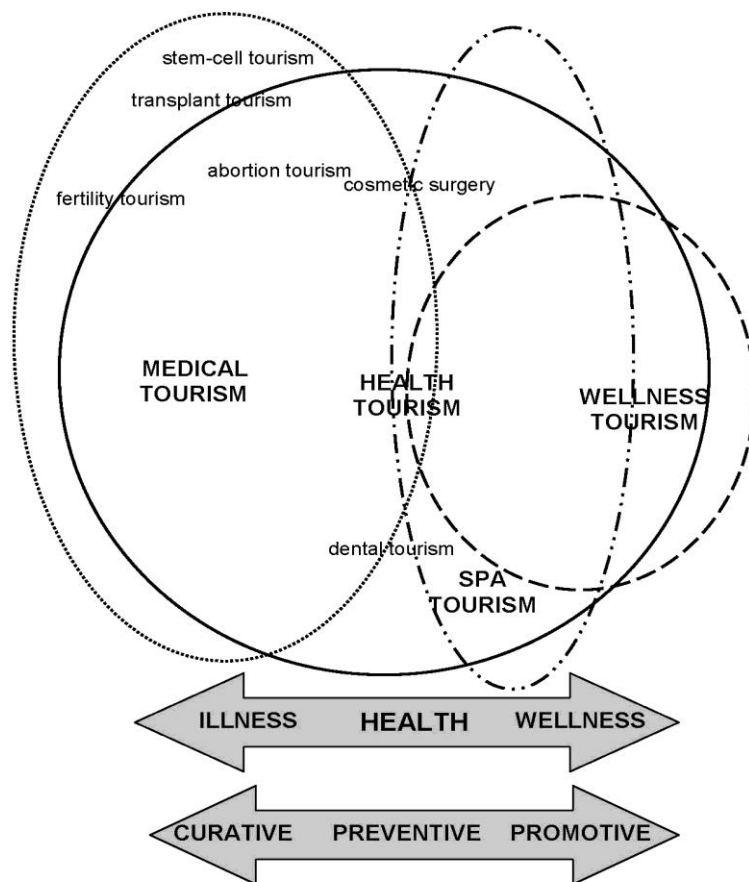 stem-cell tourism
transplant tourism
abortion tourism
cosmetic surgery
fertility tourism
MEDICAL
TOURISM
HEALTH
TOURISM
WELLNESS
TOURISM
dental tourism
SPA
TOURISM
ILLNESS HEALTH WELLNESS
CURATIVE PREVENTIVE PROMOTIVE